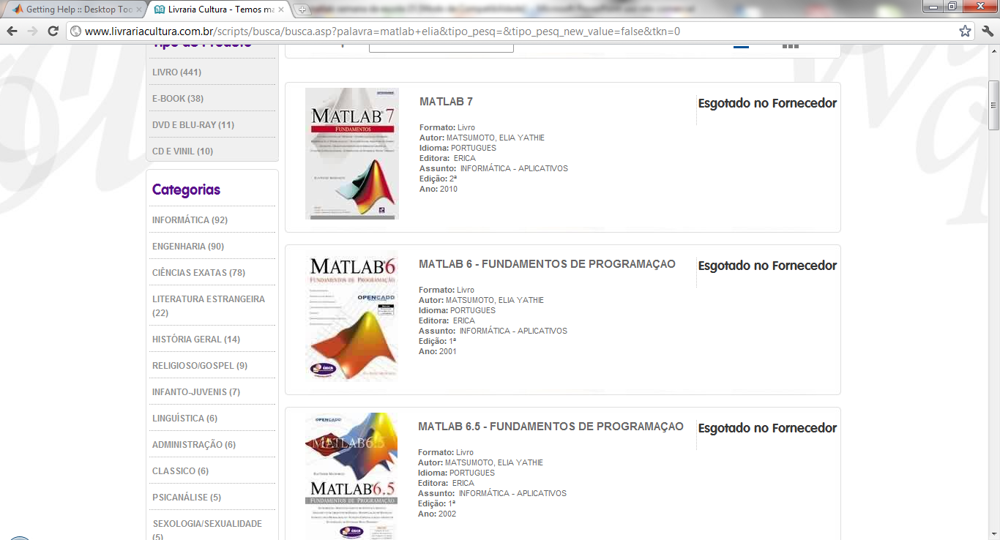 Getting Help :: Desktop Too
Livraria Cultura - Temos ma
www.livrariacultura.com.br/scripts/busca/busca.asp?palavra=matlab+elia&tipo_pesq=&tipo_pesq_new_value=false&tkn=0
Tipo de Produto
LIVRO (441)
E-BOOK (38)
DVD E BLU-RAY (11)
CD E VINIL (10)
Categorias
INFORMÁTICA (92)
ENGENHARIA (90)
CIÊNCIAS EXATAS (78)
LITERATURA ESTRANGEIRA
(22)
HISTÓRIA GERAL (14)
RELIGIOSO/GOSPEL (9)
INFANTO-JUVENIS (7)
LINGUÍSTICA (6)
ADMINISTRAÇÃO (6)
CLASSICO (6)
PSICANÁLISE (5)
SEXOLOGIA/SEXUALIDADE
(5)
MATLAB 7
FUNDAMENTOS
MATLAB 7
Esgotado no Fornecedor
Formato: Livro
Autor: MATSUMOTO, ELIA YATHIE
Idioma: PORTUGUES
Editora: ERICA
Assunto: INFORMÁTICA - APLICATIVOS
Edição: 2ª
Ano: 2010
MATLAB 6
FUNDAMENTOS DE PROGRAMAÇÃO
OPENCADD
ÉRICA
MATLAB 6 - FUNDAMENTOS DE PROGRAMAÇAO
Esgotado no Fornecedor
Formato: Livro
Autor: MATSUMOTO, ELIA YATHIE
Idioma: PORTUGUES
Editora: ERICA
Assunto: INFORMÁTICA - APLICATIVOS
Edição: 1ª
Ano: 2001
OPENCADD
MATLAB 6.5
MATLAB 6.5
FUNDAMENTOS DE PROGRAMAÇÃO
ÉRICA
MATLAB 6.5 - FUNDAMENTOS DE PROGRAMAÇAO
Esgotado no Fornecedor
Formato: Livro
Autor: MATSUMOTO, ELIA YATHIE
Idioma: PORTUGUES
Editora: ERICA
Assunto: INFORMÁTICA - APLICATIVOS
Edição: 1ª
Ano: 2002